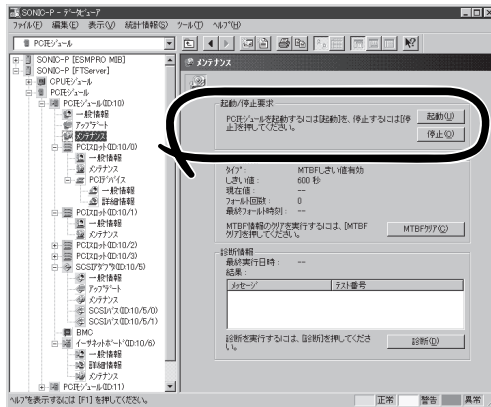 SONIC-P - ﾃﾞｰﾀﾋﾞｭｰｱ
ﾌｧｲﾙ(F) 編集(E) 表示(V) 統計情報(S) ﾂｰﾙ(T) ﾍﾙﾌﾟ(H)
PCIﾓｼﾞｭｰﾙ
SONIC-P [ESMPRO MIB]
SONIC-P [FTServer]
CPUﾓｼﾞｭｰﾙ
PCIﾓｼﾞｭｰﾙ
PCIﾓｼﾞｭｰﾙ(ID:10)
一般情報
ｱｯﾌﾟﾃﾞｰﾄ
ﾒﾝﾃﾅﾝｽ
PCIｽﾛｯﾄ(ID:10/0)
一般情報
ﾒﾝﾃﾅﾝｽ
PCIﾃﾞﾊﾞｲｽ
一般情報
詳細情報
PCIｽﾛｯﾄ(ID:10/1)
一般情報
ﾒﾝﾃﾅﾝｽ
PCIｽﾛｯﾄ(ID:10/2)
PCIｽﾛｯﾄ(ID:10/3)
SCSIｱﾀﾞﾌﾟﾀ(ID:10/5)
一般情報
ｱｯﾌﾟﾃﾞｰﾄ
ﾒﾝﾃﾅﾝｽ
SCSIﾊﾞｽ(ID:10/5/0)
SCSIﾊﾞｽ(ID:10/5/1)
BMC
ｲｰｻﾈｯﾄﾎﾞｰﾄﾞ(ID:10/6)
一般情報
詳細情報
ﾒﾝﾃﾅﾝｽ
PCIﾓｼﾞｭｰﾙ(ID:11)
ﾒﾝﾃﾅﾝｽ
起動/停止要求
PCIﾓｼﾞｭｰﾙを起動するには[起動]を、停止するには[停
止]を押してください。
起動(U)
停止(O)
ﾀｲﾌﾟ: MTBFしきい値有効
しきい値: 600 秒
現在値: --
ﾌｫｰﾙﾄ回数: 0
最終ﾌｫｰﾙﾄ時刻: --
MTBF情報のｸﾘｱを実行するには、[MTBF
ｸﾘｱ]を押してください。
MTBFｸﾘｱ(C)
診断情報
最終実行日時: --
結果:
ﾒｯｾｰｼﾞ ﾃｽﾄ番号
診断を実行するには、[診断]を押してくださ
い。
診断(D)
ﾍﾙﾌﾟを表示するには [F1] を押してください。
正常 警告 異常